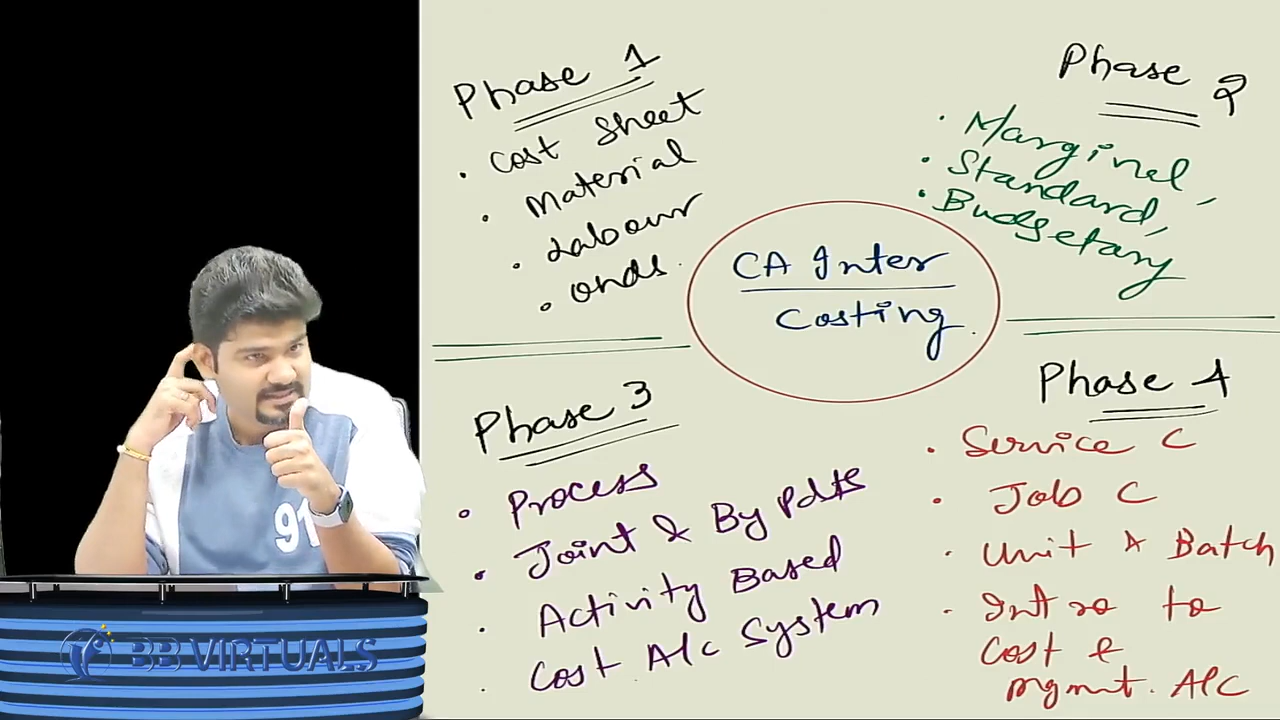 Phase 1
• Cost Sheet
• Material
• Labour
• OHDs.
Phase 2
• Marginal,
• Standard,
• Budgetary
CA Inter
Costing.
Phase 3
• Process
• Joint & By Pdts
• Activity Based
• Cost A/c System
Phase 4
• Service C
• Job C
• Unit & Batch
• Intro to
Cost &
Mgmt. A/C
91
BB VIRTUALS